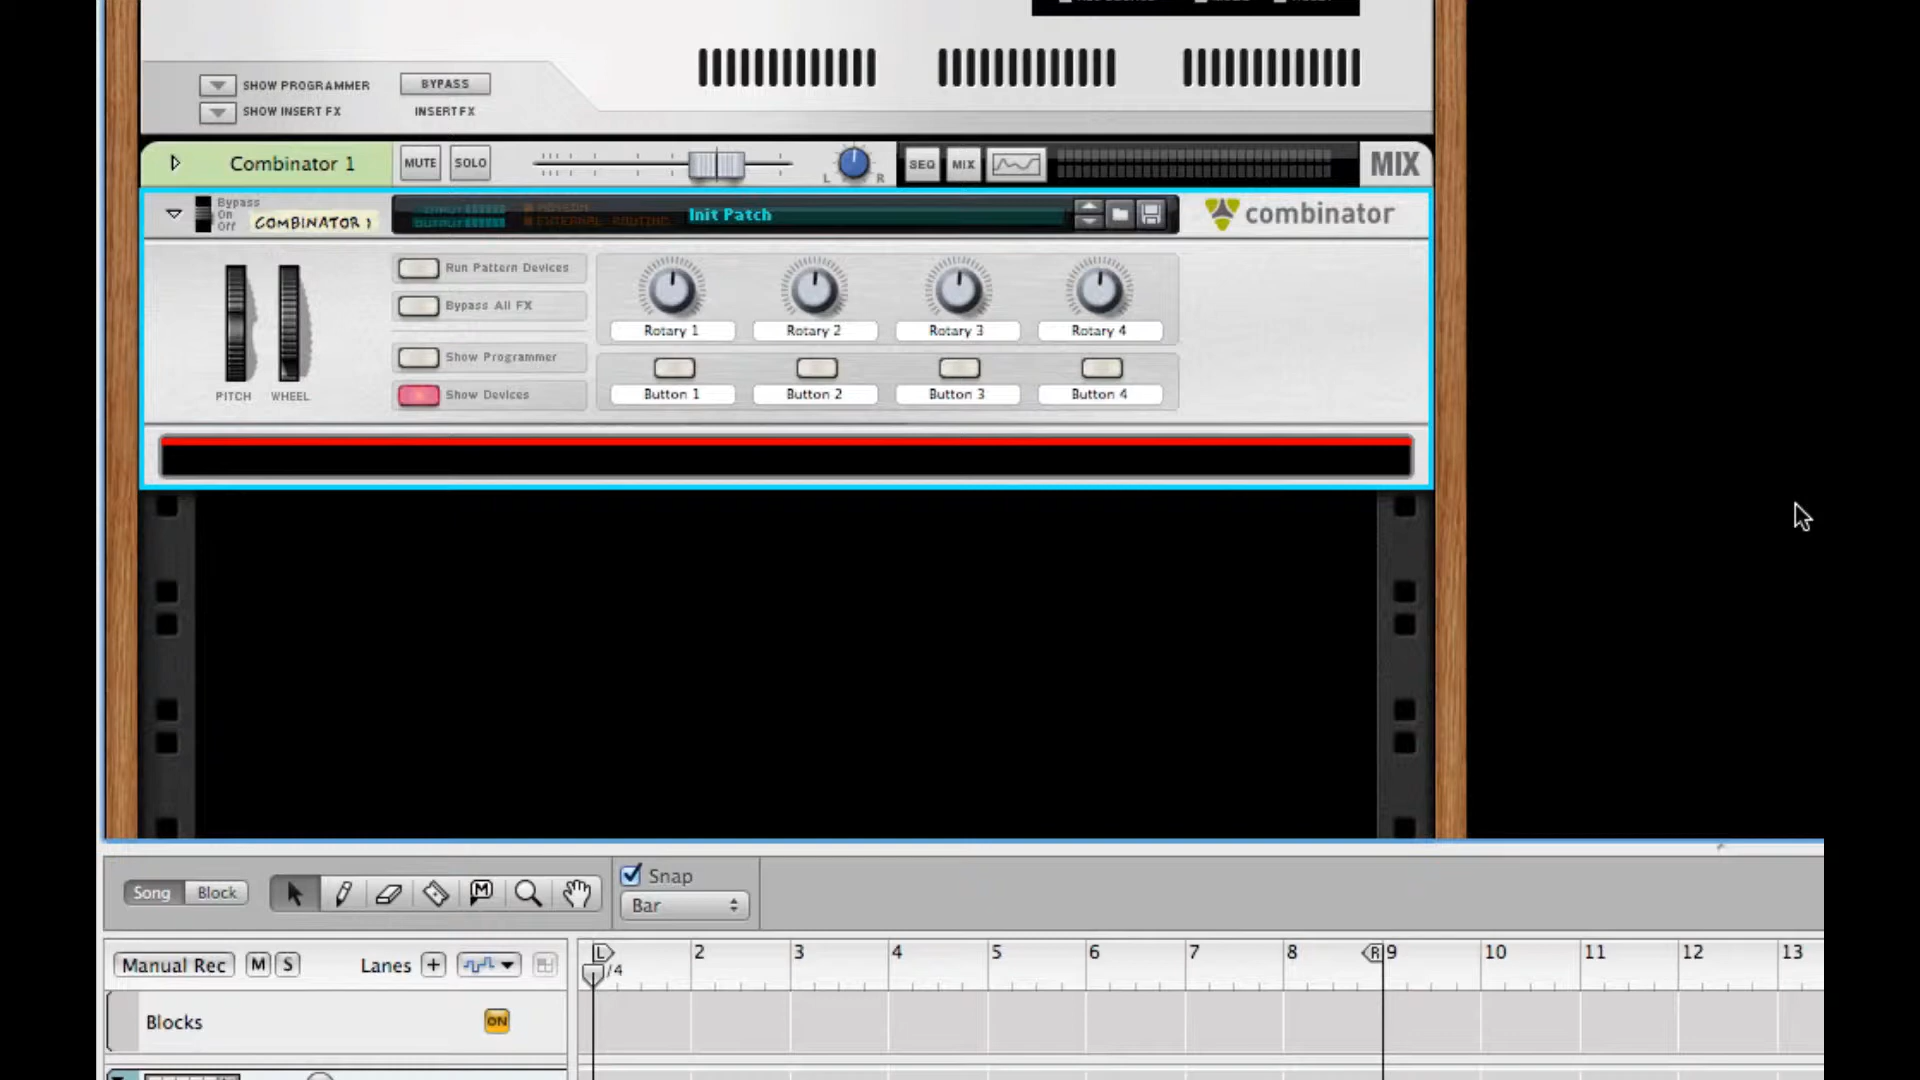 SHOW PROGRAMMER
BYPASS
SHOW INSERT FX
INSERT FX
Combinator 1
MUTE
SOLO
L
R
SEQ
MIX
MIX
Bypass
On
Off
COMBINATOR 1
Init Patch
combinator
Run Pattern Devices
Bypass All FX
Show Programmer
Show Devices
PITCH
WHEEL
Rotary 1
Rotary 2
Rotary 3
Rotary 4
Button 1
Button 2
Button 3
Button 4
Song
Block
M
Snap
Bar
Manual Rec
M
S
Lanes
+
L
/4
2
3
4
5
6
7
8
R
9
10
11
12
13
Blocks
ON